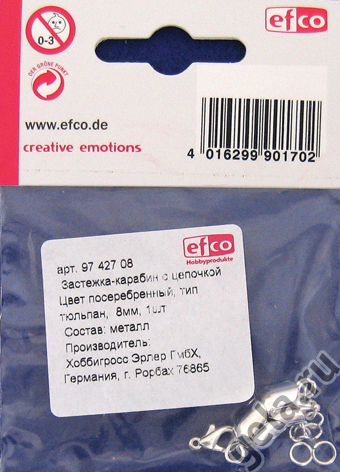 0-3
efco
DER GRÜNE PUNKT
www.efco.de
creative emotions
4 016299 901702
efco
Hobbyprodukte
арт. 97 427 08
Застежка-карабин с цепочкой
Цвет посеребренный, тип
тюльпан, 8мм, 1шт
Состав: металл
Производитель:
Хоббигросс Эрлер ГмбХ,
Германия, г. Рорбах 76865
gela.ru